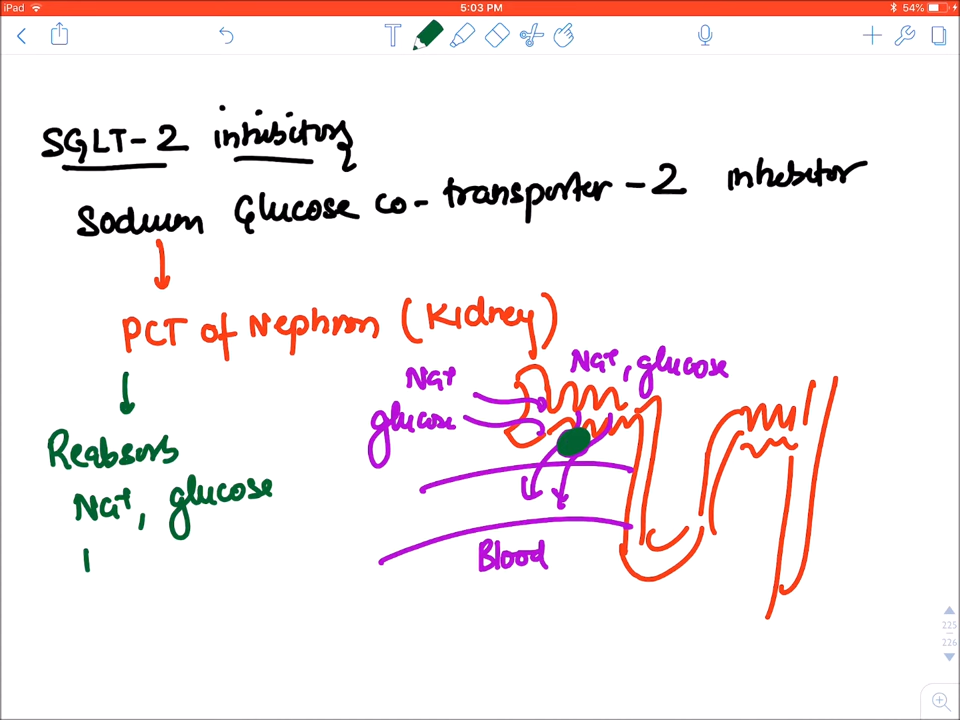 iPad 5:03 PM 54%
T
SGLT-2 inhibitors
Sodium Glucose co-transporter-2 inhibitor
PCT of Nephron (Kidney)
Na+, glucose
Na+
glucose
Reabsorb
Na+, glucose
Blood
225
226